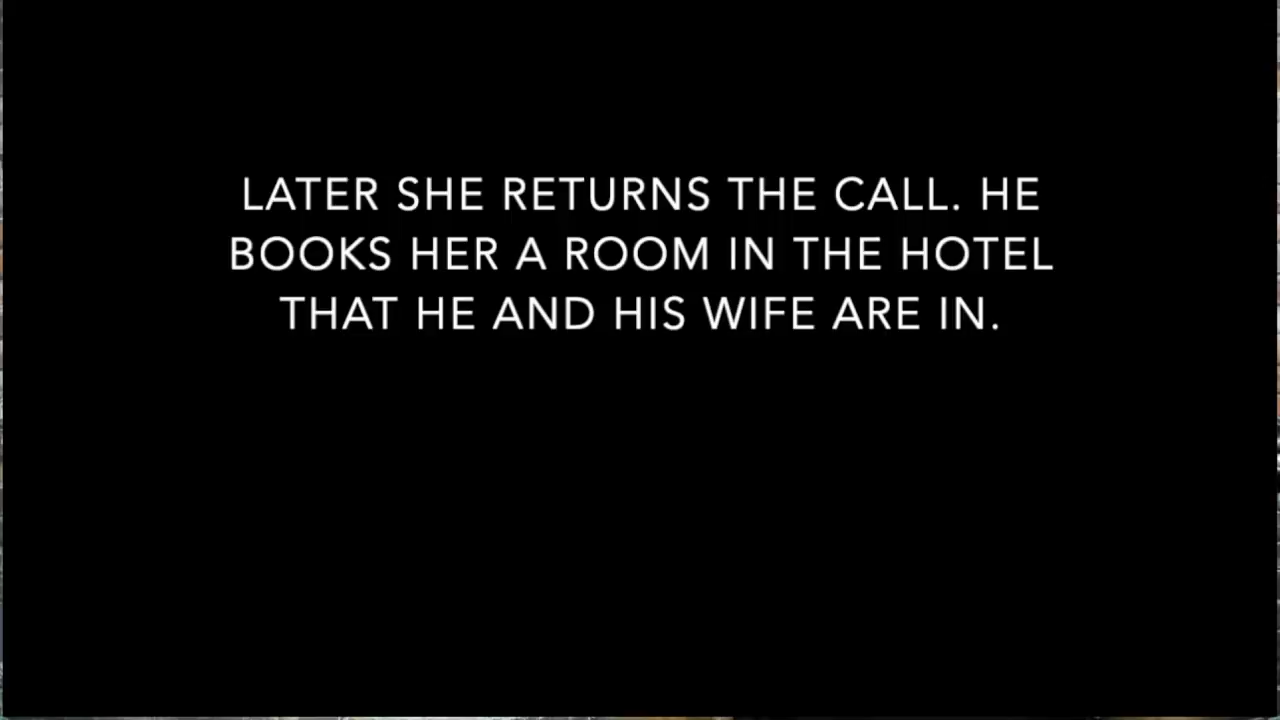 LATER SHE RETURNS THE CALL. HE
BOOKS HER A ROOM IN THE HOTEL
THAT HE AND HIS WIFE ARE IN.